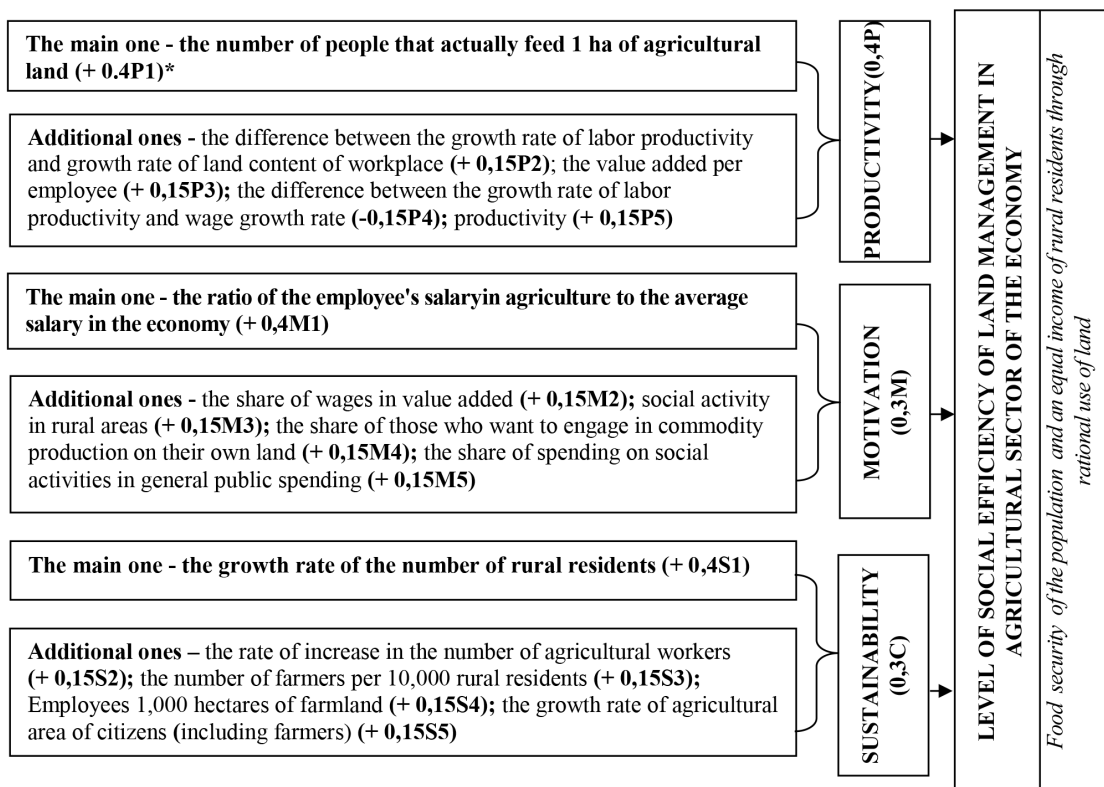 The main one - the number of people that actually feed 1 ha of agricultural
land (+ 0.4P1)*
Additional ones - the difference between the growth rate of labor productivity
and growth rate of land content of workplace (+ 0,15P2); the value added per
employee (+ 0,15P3); the difference between the growth rate of labor
productivity and wage growth rate (-0,15P4); productivity (+ 0,15P5)
PRODUCTIVITY(0,4P)
The main one - the ratio of the employee's salaryin agriculture to the average
salary in the economy (+ 0,4M1)
Additional ones - the share of wages in value added (+ 0,15M2); social activity
in rural areas (+ 0,15M3); the share of those who want to engage in commodity
production on their own land (+ 0,15M4); the share of spending on social
activities in general public spending (+ 0,15M5)
MOTIVATION
(0,3M)
The main one - the growth rate of the number of rural residents (+ 0,4S1)
Additional ones – the rate of increase in the number of agricultural workers
(+ 0,15S2); the number of farmers per 10,000 rural residents (+ 0,15S3);
Employees 1,000 hectares of farmland (+ 0,15S4); the growth rate of agricultural
area of citizens (including farmers) (+ 0,15S5)
SUSTAINABILITY
(0,3C)
LEVEL OF SOCIAL EFFICIENCY OF LAND MANAGEMENT IN
AGRICULTURAL SECTOR OF THE ECONOMY
Food security of the population and an equal income of rural residents through
rational use of land